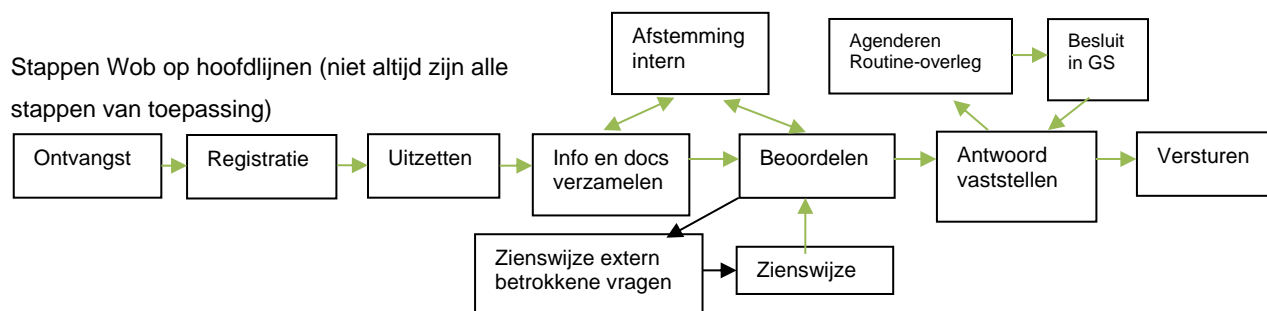 Stappen Wob op hoofdlijnen (niet altijd zijn alle
stappen van toepassing)
Afstemming
intern
Agenderen
Routine-overleg
Besluit
in GS
Ontvangst
Registratie
Uitzetten
Info en docs
verzamelen
Beoordelen
Antwoord
vaststellen
Versturen
Zienswijze extern
betrokkene vragen
Zienswijze